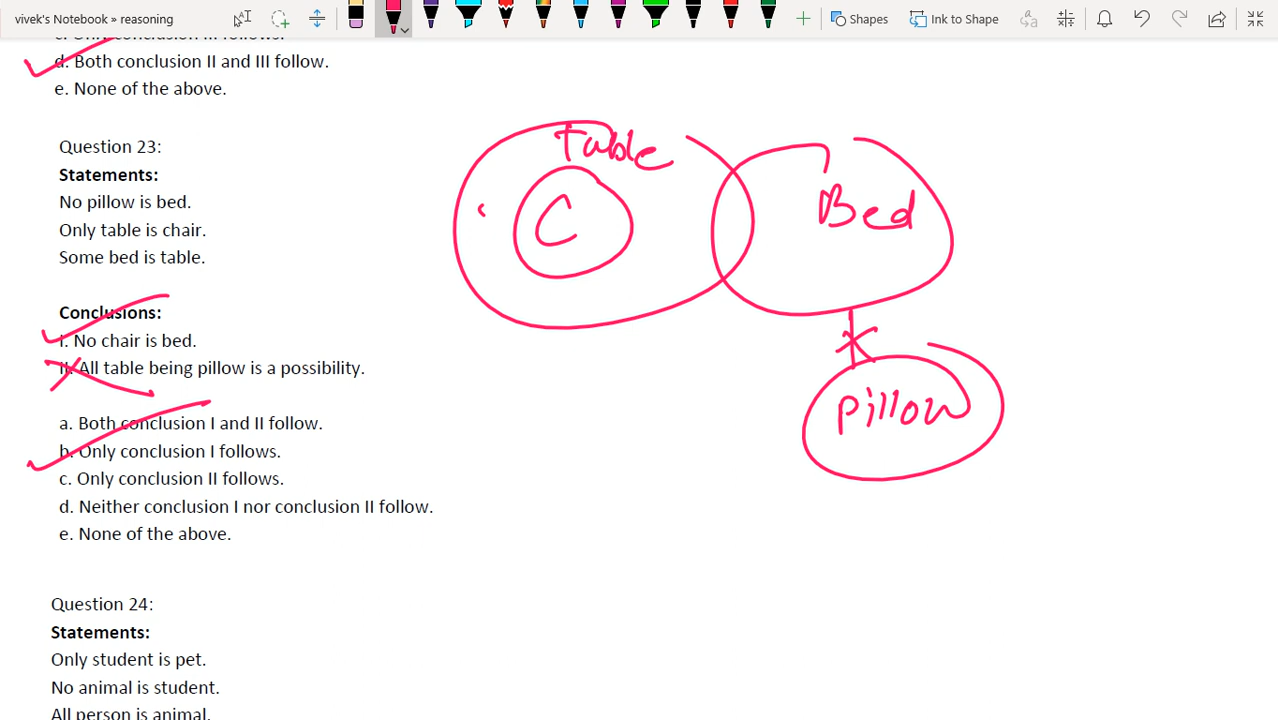 vivek's Notebook » reasoning
Shapes
Ink to Shape
d. Both conclusion II and III follow.
e. None of the above.
Question 23:
Statements:
No pillow is bed.
Only table is chair.
Some bed is table.
Conclusions:
I. No chair is bed.
II. All table being pillow is a possibility.
a. Both conclusion I and II follow.
b. Only conclusion I follows.
c. Only conclusion II follows.
d. Neither conclusion I nor conclusion II follow.
e. None of the above.
Table
C
Bed
pillow
Question 24:
Statements:
Only student is pet.
No animal is student.
All person is animal.